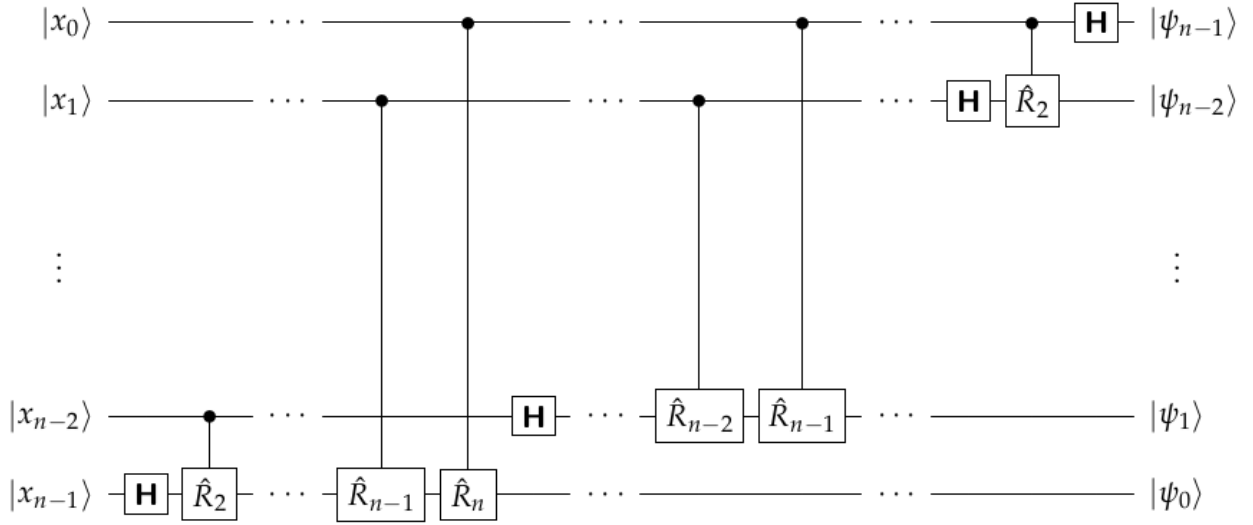 |x₀⟩ ··· ··· ··· H |ψₙ₋₁⟩
|x₁⟩ ··· ··· ··· H R̂₂ |ψₙ₋₂⟩
⋮ ⋮
|xₙ₋₂⟩ ··· H ··· R̂ₙ₋₂ R̂ₙ₋₁ ··· |ψ₁⟩
|xₙ₋₁⟩ H R̂₂ ··· R̂ₙ₋₁ R̂ₙ ··· ··· |ψ₀⟩